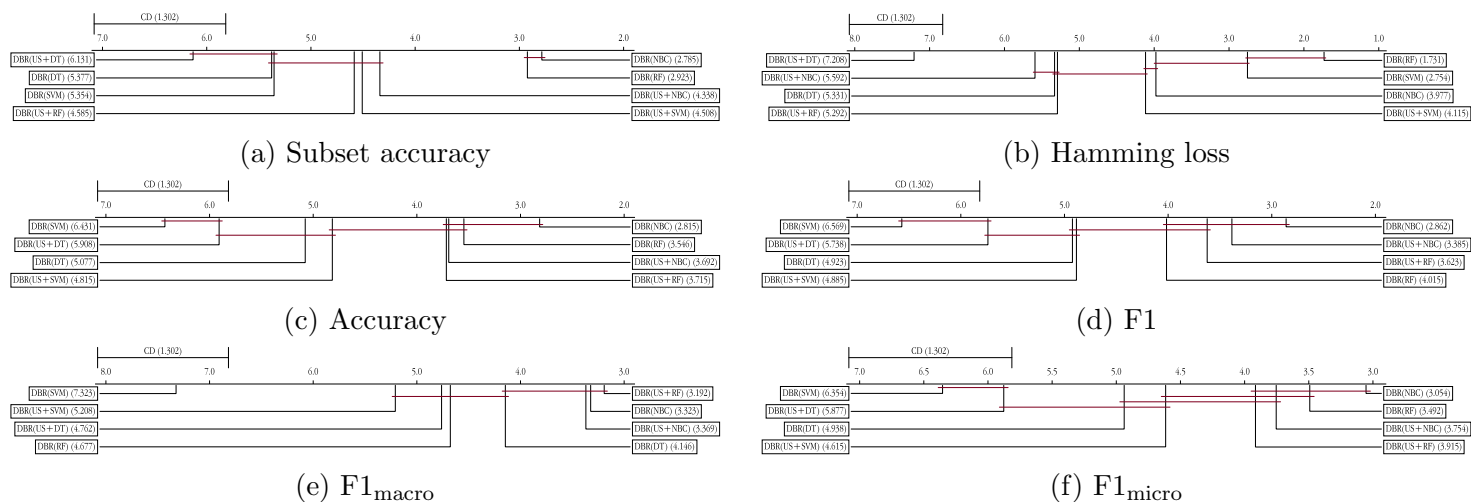 CD (1.302)
7.0 6.0 5.0 4.0 3.0 2.0
DBR(US+DT) (6.131) DBR(NBC) (2.785)
DBR(DT) (5.377) DBR(RF) (2.923)
DBR(SVM) (5.354) DBR(US+NBC) (4.338)
DBR(US+RF) (4.585) DBR(US+SVM) (4.508)
(a) Subset accuracy
CD (1.302)
8.0 7.0 6.0 5.0 4.0 3.0 2.0 1.0
DBR(US+DT) (7.208) DBR(RF) (1.731)
DBR(US+NBC) (5.592) DBR(SVM) (2.754)
DBR(DT) (5.331) DBR(NBC) (3.977)
DBR(US+RF) (5.292) DBR(US+SVM) (4.115)
(b) Hamming loss
CD (1.302)
7.0 6.0 5.0 4.0 3.0 2.0
DBR(SVM) (6.431) DBR(NBC) (2.815)
DBR(US+DT) (5.908) DBR(RF) (3.546)
DBR(DT) (5.077) DBR(US+NBC) (3.692)
DBR(US+SVM) (4.815) DBR(US+RF) (3.715)
(c) Accuracy
CD (1.302)
7.0 6.0 5.0 4.0 3.0 2.0
DBR(SVM) (6.569) DBR(NBC) (2.862)
DBR(US+DT) (5.738) DBR(US+NBC) (3.385)
DBR(DT) (4.923) DBR(US+RF) (3.623)
DBR(US+SVM) (4.885) DBR(RF) (4.015)
(d) F1
CD (1.302)
8.0 7.0 6.0 5.0 4.0 3.0
DBR(SVM) (7.323) DBR(US+RF) (3.192)
DBR(US+SVM) (5.208) DBR(NBC) (3.323)
DBR(US+DT) (4.762) DBR(US+NBC) (3.369)
DBR(RF) (4.677) DBR(DT) (4.146)
(e) F1macro
CD (1.302)
7.0 6.5 6.0 5.5 5.0 4.5 4.0 3.5 3.0
DBR(SVM) (6.354) DBR(NBC) (3.054)
DBR(US+DT) (5.877) DBR(RF) (3.492)
DBR(DT) (4.938) DBR(US+NBC) (3.754)
DBR(US+SVM) (4.615) DBR(US+RF) (3.915)
(f) F1micro